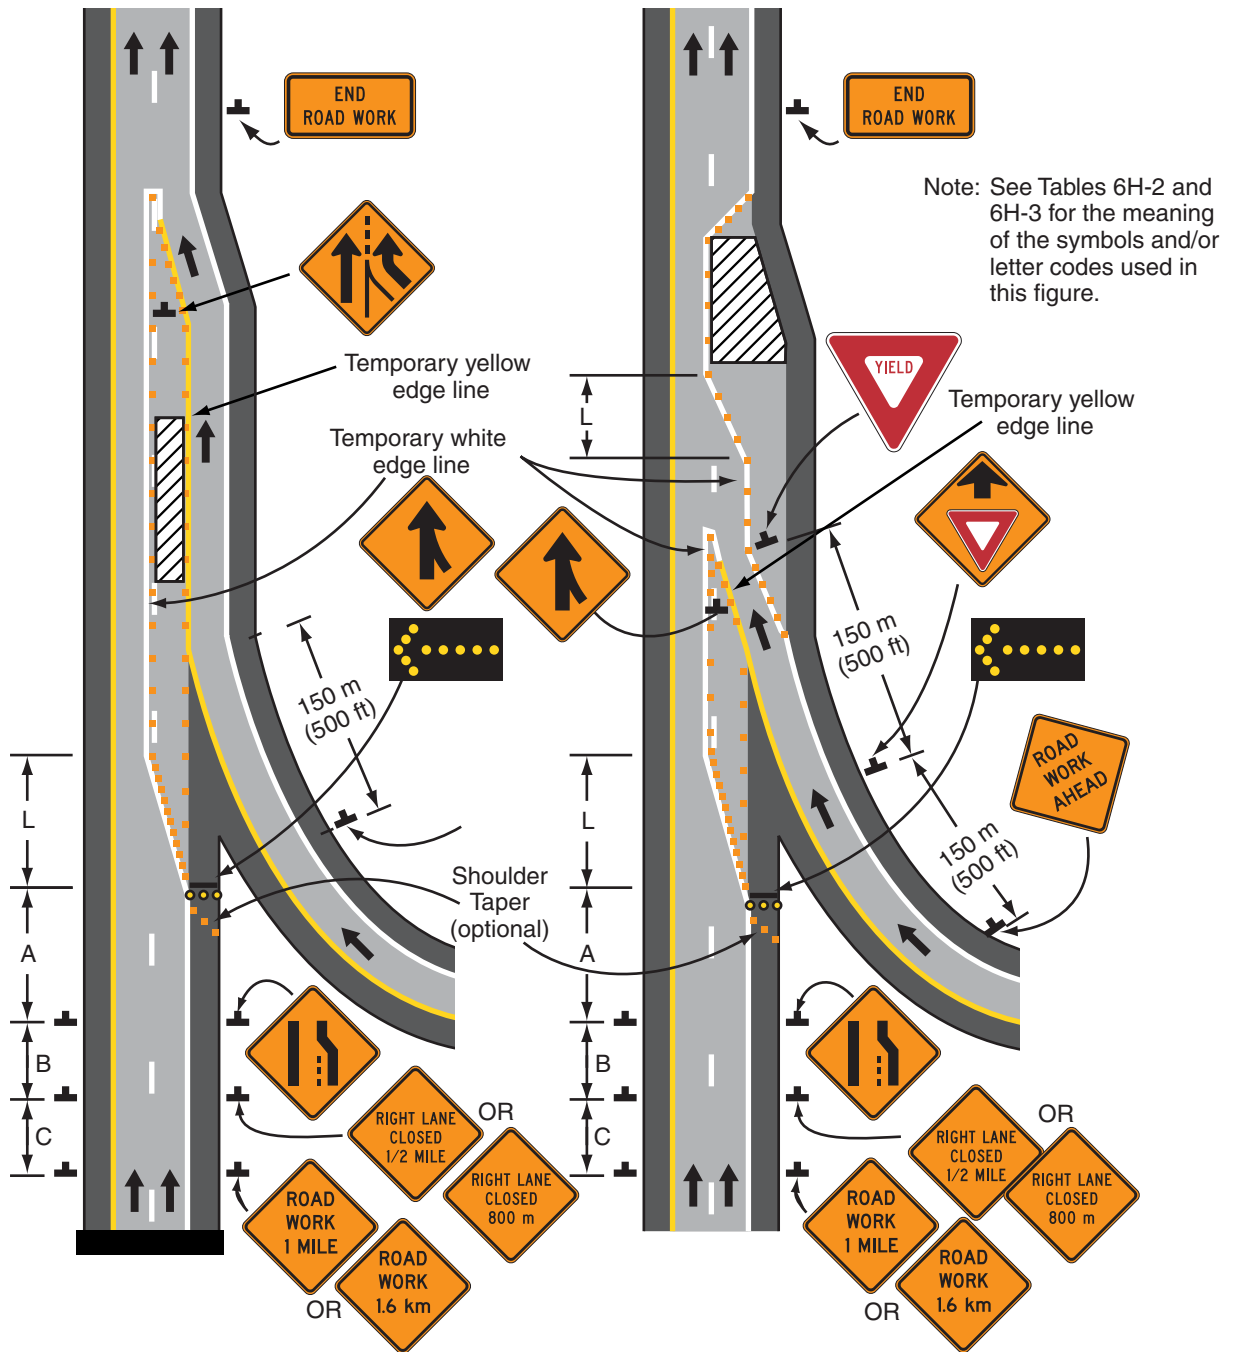 END
ROAD WORK
END
ROAD WORK
Note: See Tables 6H-2 and
6H-3 for the meaning
of the symbols and/or
letter codes used in
this figure.
Temporary yellow
edge line
Temporary white
edge line
L
YIELD
Temporary yellow
edge line
150 m
(500 ft)
150 m
(500 ft)
ROAD
WORK
AHEAD
150 m
(500 ft)
L
A
B
C
Shoulder
Taper
(optional)
L
A
B
C
RIGHT LANE
CLOSED
1/2 MILE
OR
RIGHT LANE
CLOSED
800 m
ROAD
WORK
1 MILE
OR
ROAD
WORK
1.6 km
RIGHT LANE
CLOSED
1/2 MILE
OR
RIGHT LANE
CLOSED
800 m
ROAD
WORK
1 MILE
OR
ROAD
WORK
1.6 km